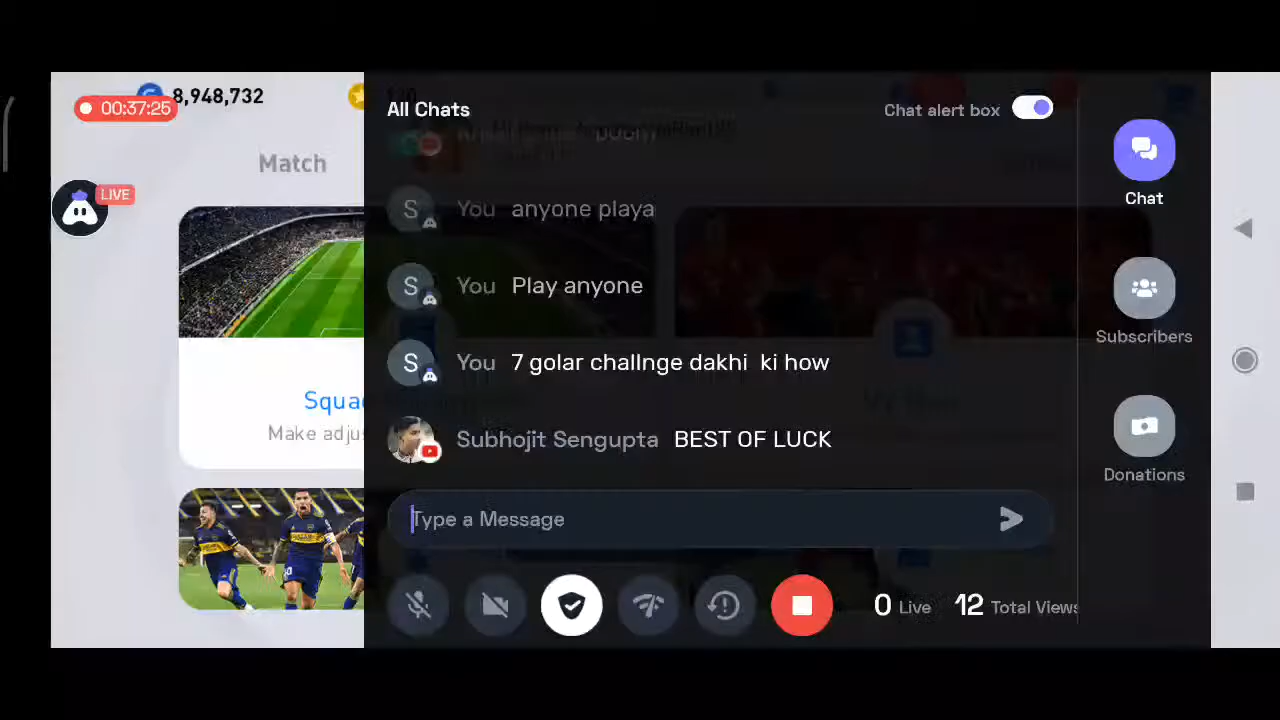 8,948,732
00:37:25
All Chats
Chat alert box
Match
LIVE
You anyone playa
Chat
You Play anyone
Subscribers
You 7 golar challnge dakhi ki how
Squa
Make adjus
Subhojit Sengupta BEST OF LUCK
Donations
Type a Message
0 Live 12 Total Views